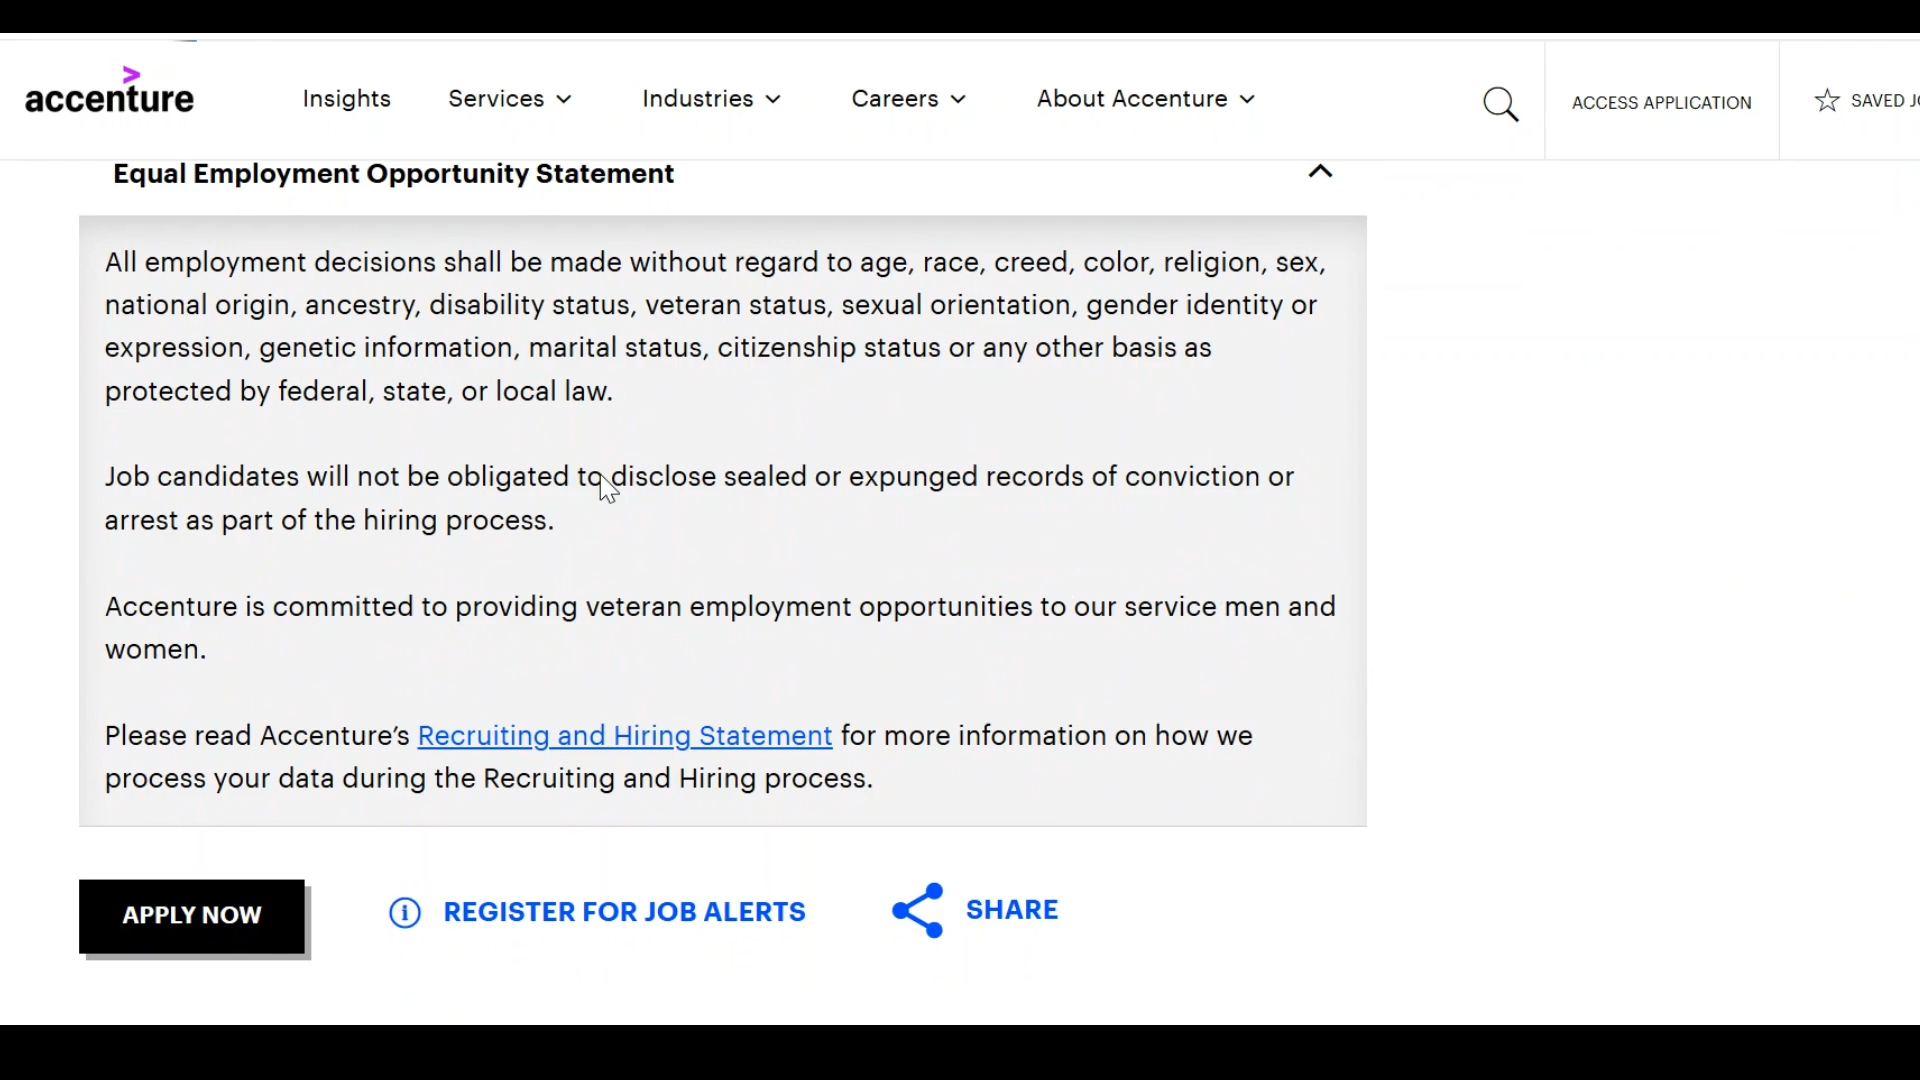 accenture
Insights
Services
Industries
Careers
About Accenture
ACCESS APPLICATION
SAVED
Equal Employment Opportunity Statement
All employment decisions shall be made without regard to age, race, creed, color, religion, sex,
national origin, ancestry, disability status, veteran status, sexual orientation, gender identity or
expression, genetic information, marital status, citizenship status or any other basis as
protected by federal, state, or local law.
Job candidates will not be obligated to disclose sealed or expunged records of conviction or
arrest as part of the hiring process.
Accenture is committed to providing veteran employment opportunities to our service men and
women.
Please read Accenture’s Recruiting and Hiring Statement for more information on how we
process your data during the Recruiting and Hiring process.
APPLY NOW
REGISTER FOR JOB ALERTS
SHARE